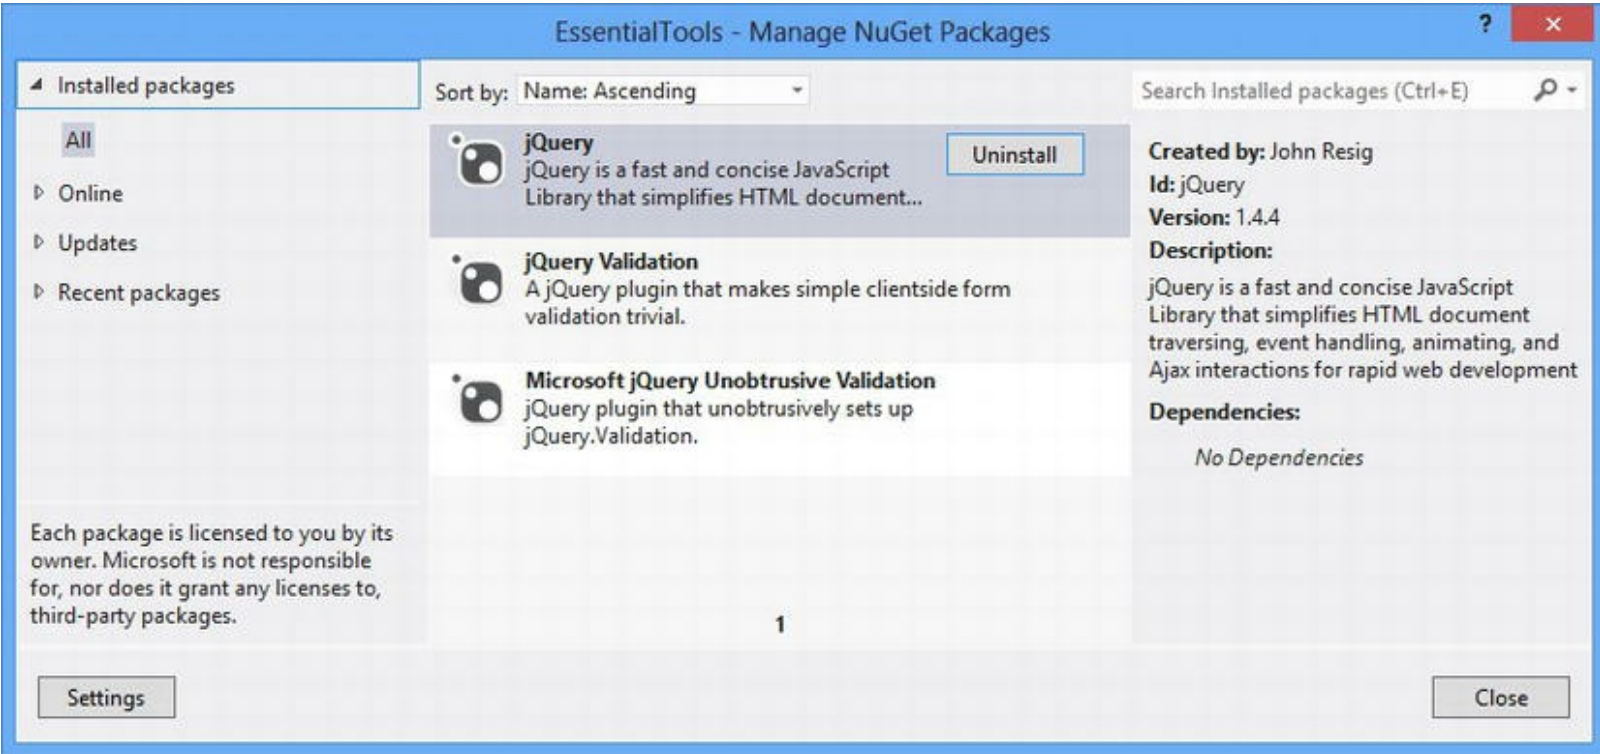 EssentialTools - Manage NuGet Packages
?
Installed packages
All
Online
Updates
Recent packages
Each package is licensed to you by its
owner. Microsoft is not responsible
for, nor does it grant any licenses to,
third-party packages.
Settings
Sort by: Name: Ascending
jQuery
Uninstall
jQuery is a fast and concise JavaScript
Library that simplifies HTML document...
jQuery Validation
A jQuery plugin that makes simple clientside form
validation trivial.
Microsoft jQuery Unobtrusive Validation
jQuery plugin that unobtrusively sets up
jQuery.Validation.
1
Search Installed packages (Ctrl+E)
Created by: John Resig
Id: jQuery
Version: 1.4.4
Description:
jQuery is a fast and concise JavaScript
Library that simplifies HTML document
traversing, event handling, animating, and
Ajax interactions for rapid web development
Dependencies:
No Dependencies
Close